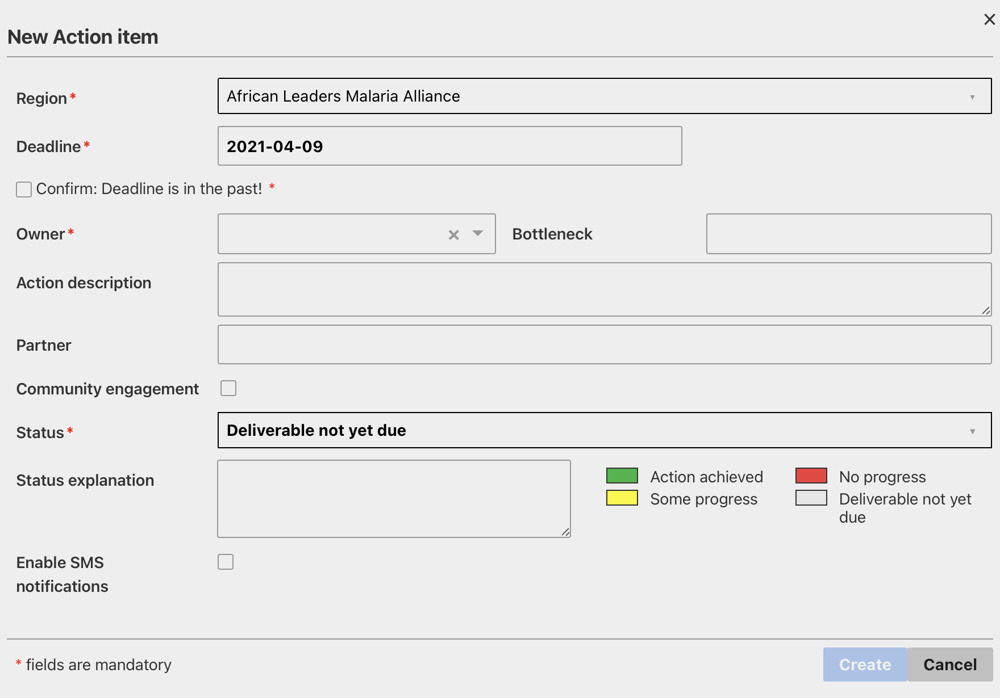 New Action item
Region *
African Leaders Malaria Alliance
Deadline *
2021-04-09
Confirm: Deadline is in the past! *
Owner *
Bottleneck
Action description
Partner
Community engagement
Status *
Deliverable not yet due
Status explanation
Action achieved
No progress
Some progress
Deliverable not yet
due
Enable SMS
notifications
* fields are mandatory
Create
Cancel